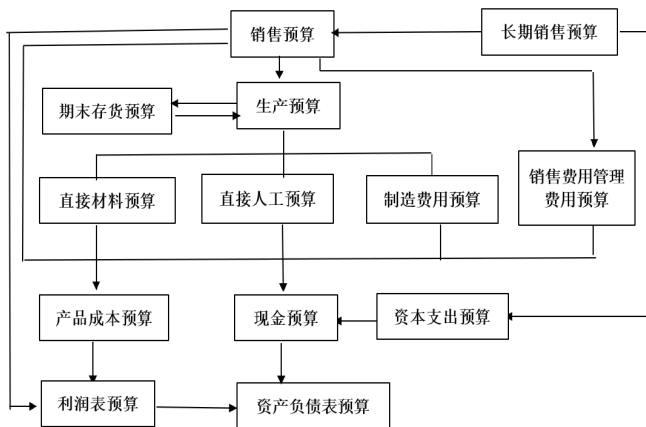 销售预算
长期销售预算
期末存货预算
生产预算
直接材料预算
直接人工预算
制造费用预算
销售费用管理
费用预算
产品成本预算
现金预算
资本支出预算
利润表预算
资产负债表预算